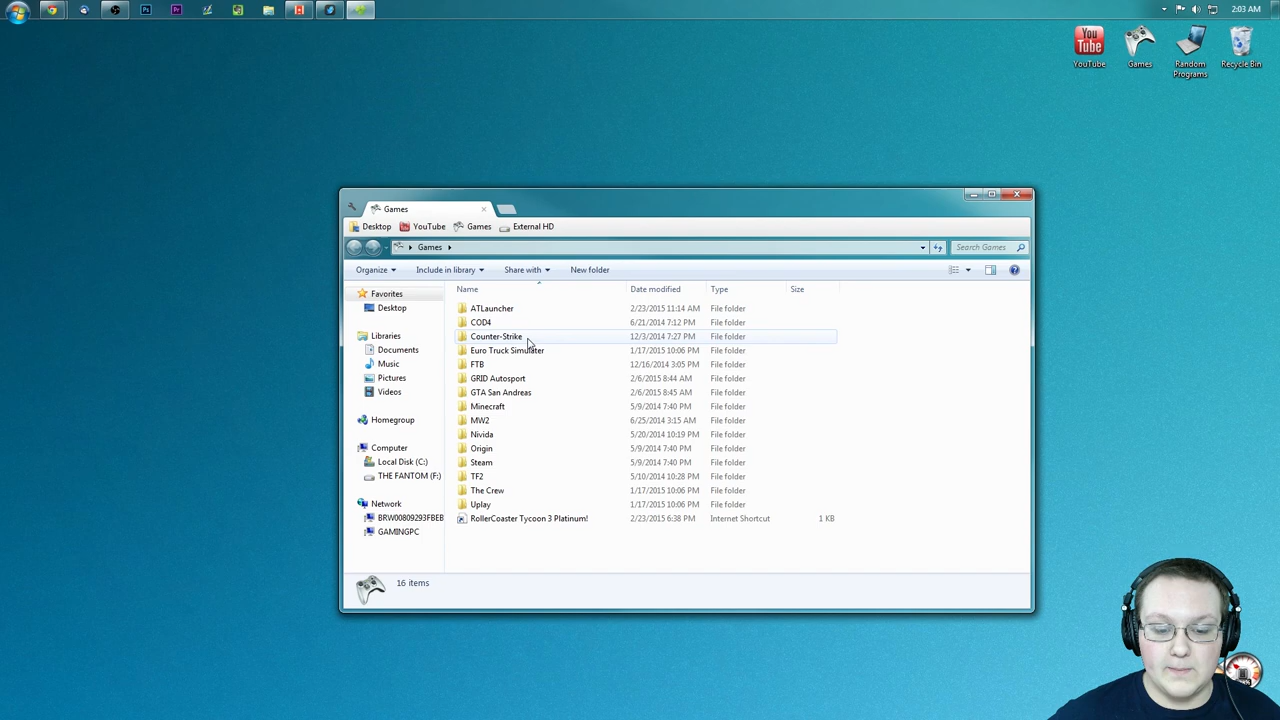 2:03 AM
You
Tube
YouTube
Games
Random
Programs
Recycle Bin
Games
Desktop YouTube Games External HD
Games
Search Games
Organize Include in library Share with New folder
Favorites
Desktop
Libraries
Documents
Music
Pictures
Videos
Homegroup
Computer
Local Disk (C:)
THE FANTOM (F:)
Network
BRW00809293FBEB
GAMINGPC
Name Date modified Type Size
ATLauncher 2/23/2015 11:14 AM File folder
COD4 6/21/2014 7:12 PM File folder
Counter-Strike 12/3/2014 7:27 PM File folder
Euro Truck Simulater 1/17/2015 10:06 PM File folder
FTB 12/16/2014 3:05 PM File folder
GRID Autosport 2/6/2015 8:44 AM File folder
GTA San Andreas 2/6/2015 8:45 AM File folder
Minecraft 5/9/2014 7:40 PM File folder
MW2 6/25/2014 3:15 AM File folder
Nivida 5/20/2014 10:19 PM File folder
Origin 5/9/2014 7:40 PM File folder
Steam 5/9/2014 7:40 PM File folder
TF2 5/10/2014 10:28 PM File folder
The Crew 1/17/2015 10:06 PM File folder
Uplay 1/17/2015 10:06 PM File folder
RollerCoaster Tycoon 3 Platinum! 2/23/2015 6:38 PM Internet Shortcut 1 KB
16 items